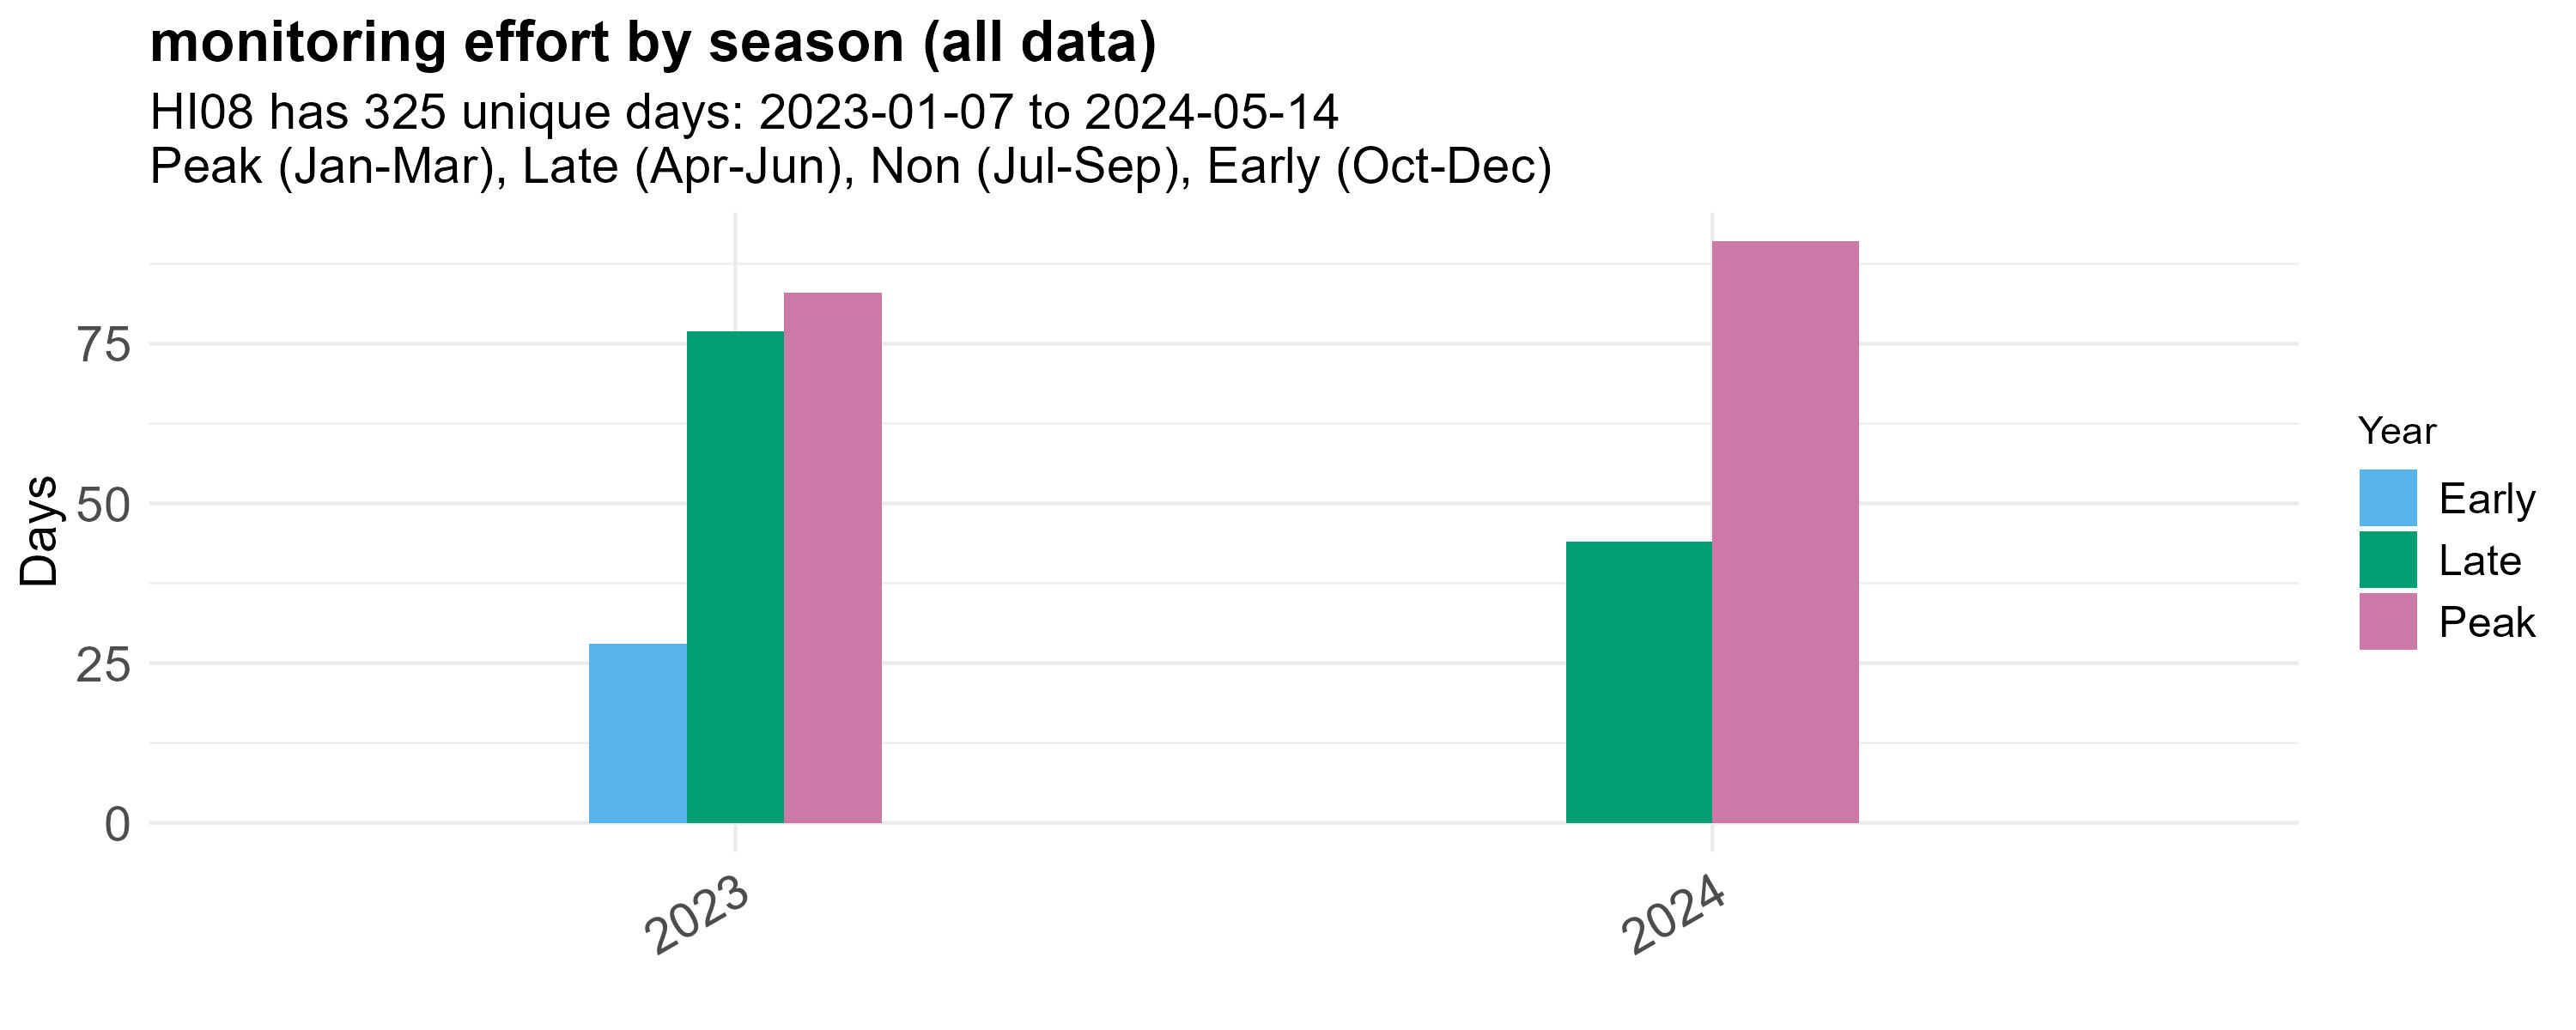 monitoring effort by season (all data)
HI08 has 325 unique days: 2023-01-07 to 2024-05-14
Peak (Jan-Mar), Late (Apr-Jun), Non (Jul-Sep), Early (Oct-Dec)
Days
75
50
25
0
2023
2024
Year
Early
Late
Peak